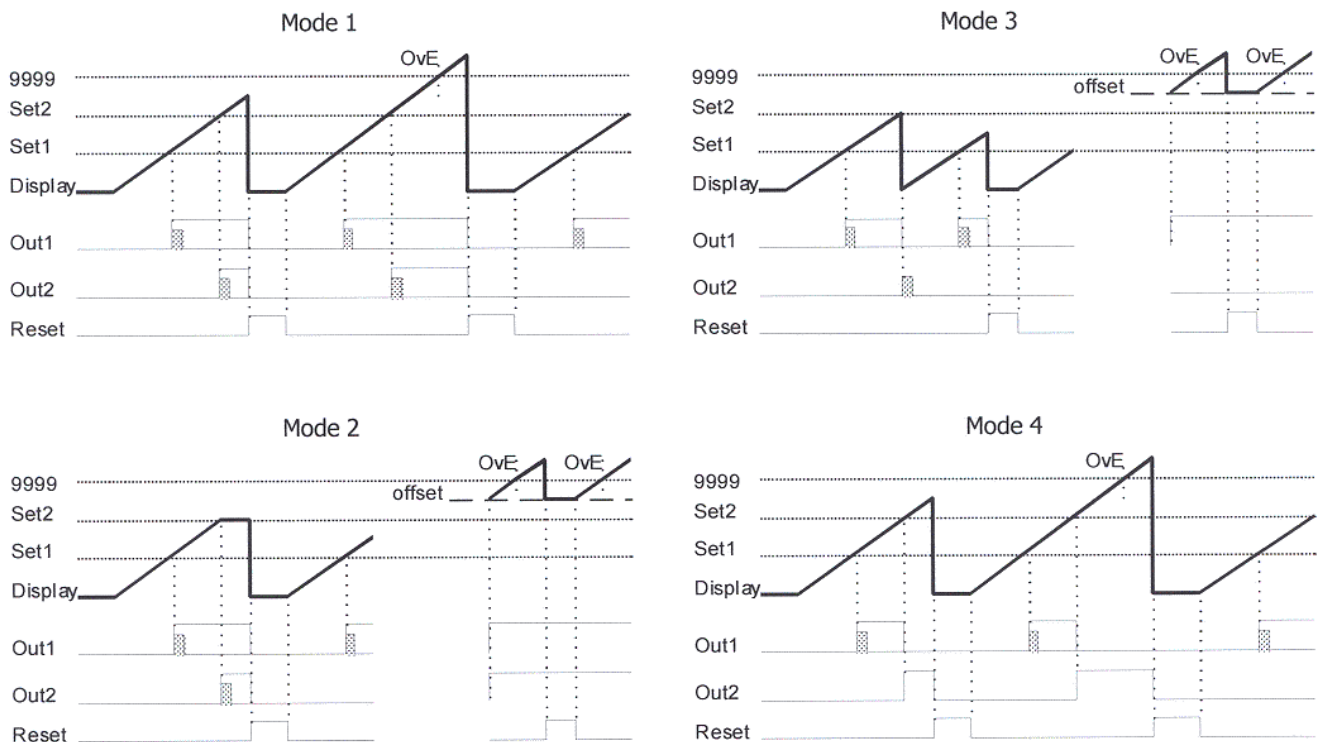 Mode 1
OvE
9999
Set2
Set1
Display
Out1
Out2
Reset
Mode 3
OvE OvE
9999
offset
Set2
Set1
Display
Out1
Out2
Reset
Mode 2
OvE OvE
9999
offset
Set2
Set1
Display
Out1
Out2
Reset
Mode 4
OvE
9999
Set2
Set1
Display
Out1
Out2
Reset